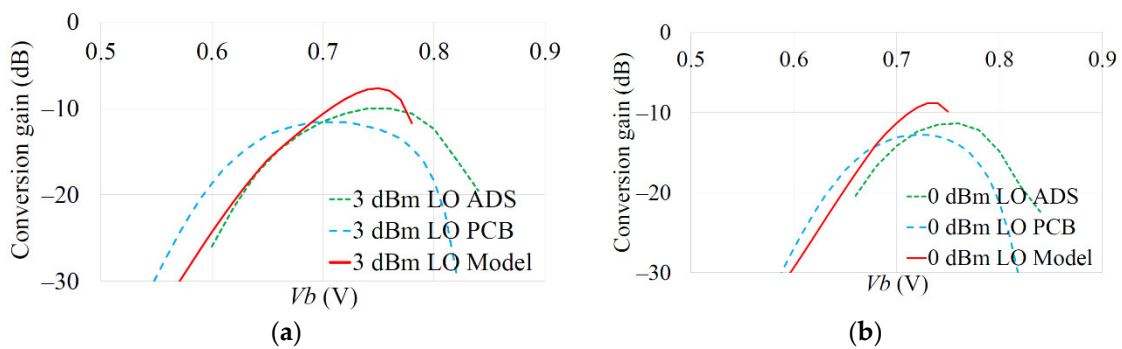 0
0.5 0.6 0.7 0.8 0.9
−10
−20
−30
Conversion gain (dB)
3 dBm LO ADS
3 dBm LO PCB
3 dBm LO Model
Vb (V)
(a)
0
0.5 0.6 0.7 0.8 0.9
−10
−20
−30
Conversion gain (dB)
0 dBm LO ADS
0 dBm LO PCB
0 dBm LO Model
Vb (V)
(b)